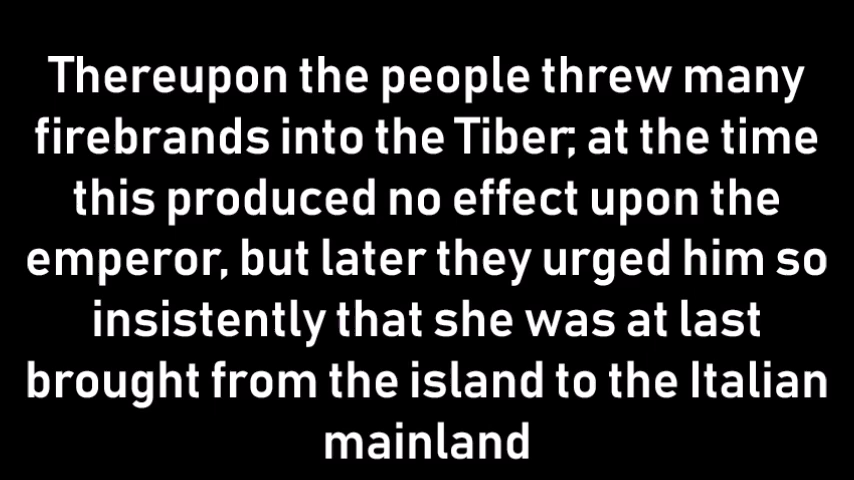 Thereupon the people threw many
firebrands into the Tiber; at the time
this produced no effect upon the
emperor, but later they urged him so
insistently that she was at last
brought from the island to the Italian
mainland